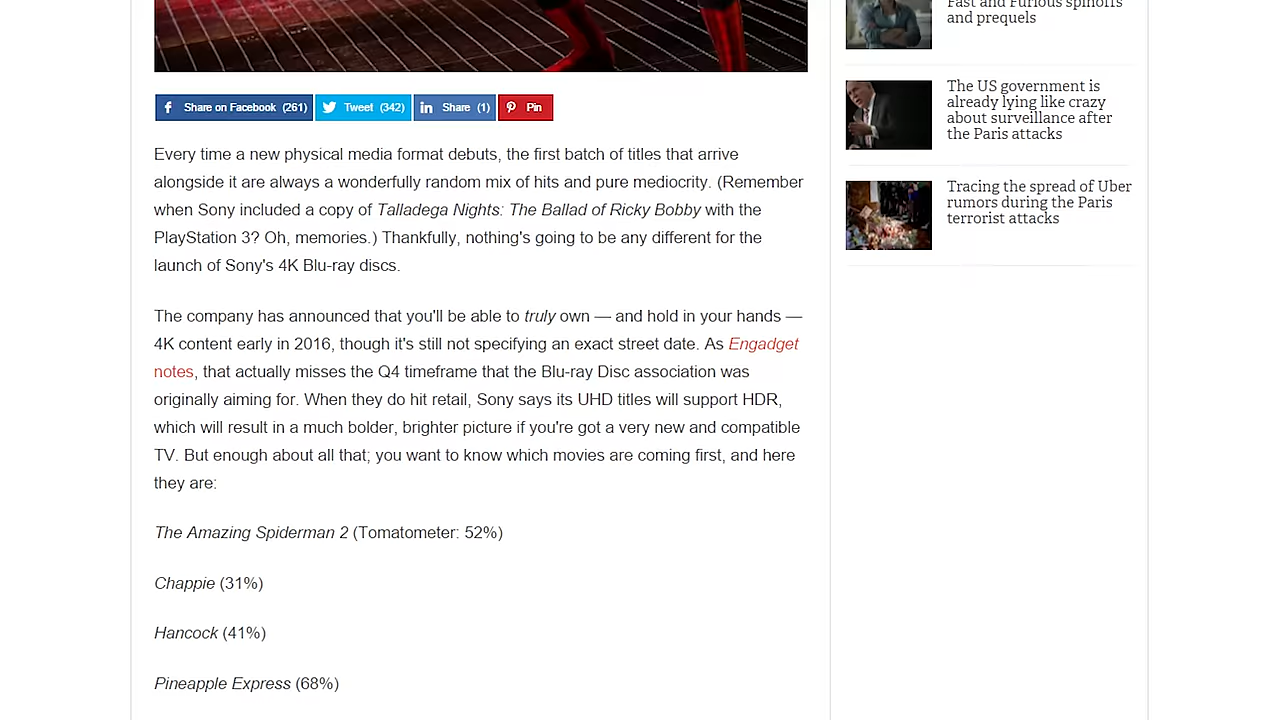 Share on Facebook (261) Tweet (342) Share (1) Pin
Every time a new physical media format debuts, the first batch of titles that arrive
alongside it are always a wonderfully random mix of hits and pure mediocrity. (Remember
when Sony included a copy of Talladega Nights: The Ballad of Ricky Bobby with the
PlayStation 3? Oh, memories.) Thankfully, nothing's going to be any different for the
launch of Sony's 4K Blu-ray discs.
The company has announced that you'll be able to truly own — and hold in your hands —
4K content early in 2016, though it's still not specifying an exact street date. As Engadget
notes, that actually misses the Q4 timeframe that the Blu-ray Disc association was
originally aiming for. When they do hit retail, Sony says its UHD titles will support HDR,
which will result in a much bolder, brighter picture if you're got a very new and compatible
TV. But enough about all that; you want to know which movies are coming first, and here
they are:
The Amazing Spiderman 2 (Tomatometer: 52%)
Chappie (31%)
Hancock (41%)
Pineapple Express (68%)
Fast and Furious spinoffs
and prequels
The US government is
already lying like crazy
about surveillance after
the Paris attacks
Tracing the spread of Uber
rumors during the Paris
terrorist attacks